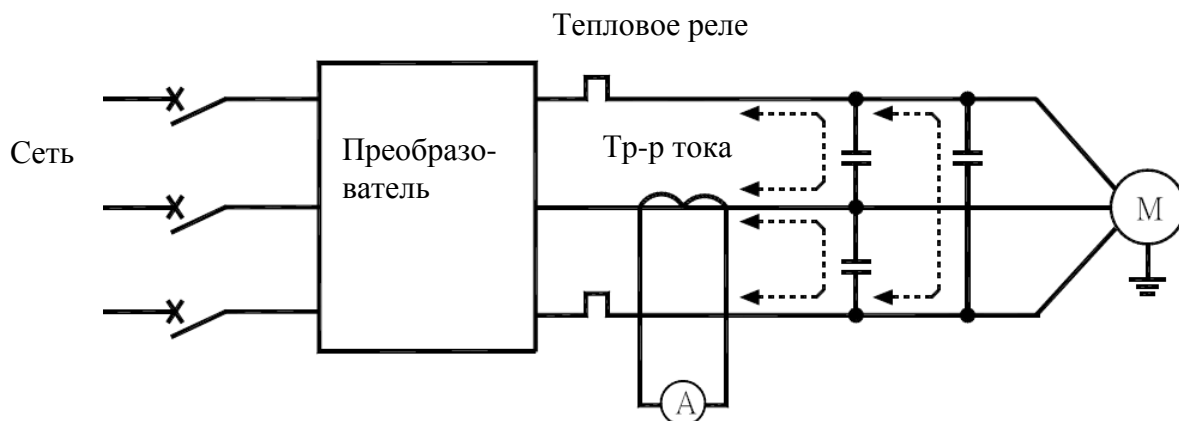 Тепловое реле
Сеть
Преобразо-
ватель
Тр-р тока
М
А